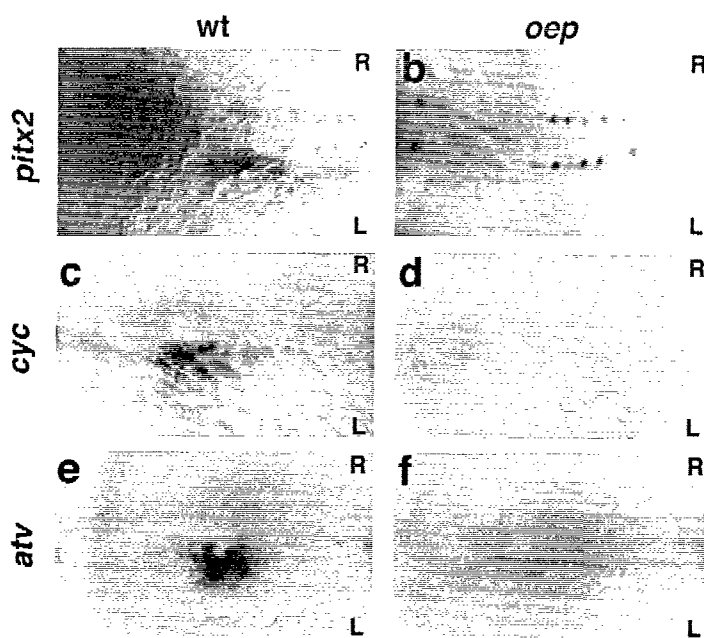 wt oep
R b R
pitx2
L L
c R d R
cyc
L L
e R f R
atv
L L